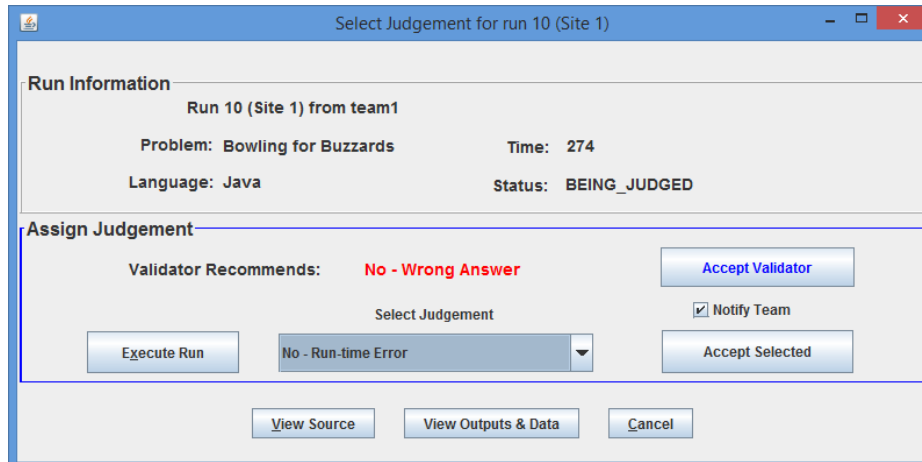 Select Judgement for run 10 (Site 1)
Run Information
Run 10 (Site 1) from team1
Problem: Bowling for Buzzards Time: 274
Language: Java Status: BEING_JUDGED
Assign Judgement
Validator Recommends: No - Wrong Answer Accept Validator
Select Judgement Notify Team
Execute Run No - Run-time Error Accept Selected
View Source View Outputs & Data Cancel